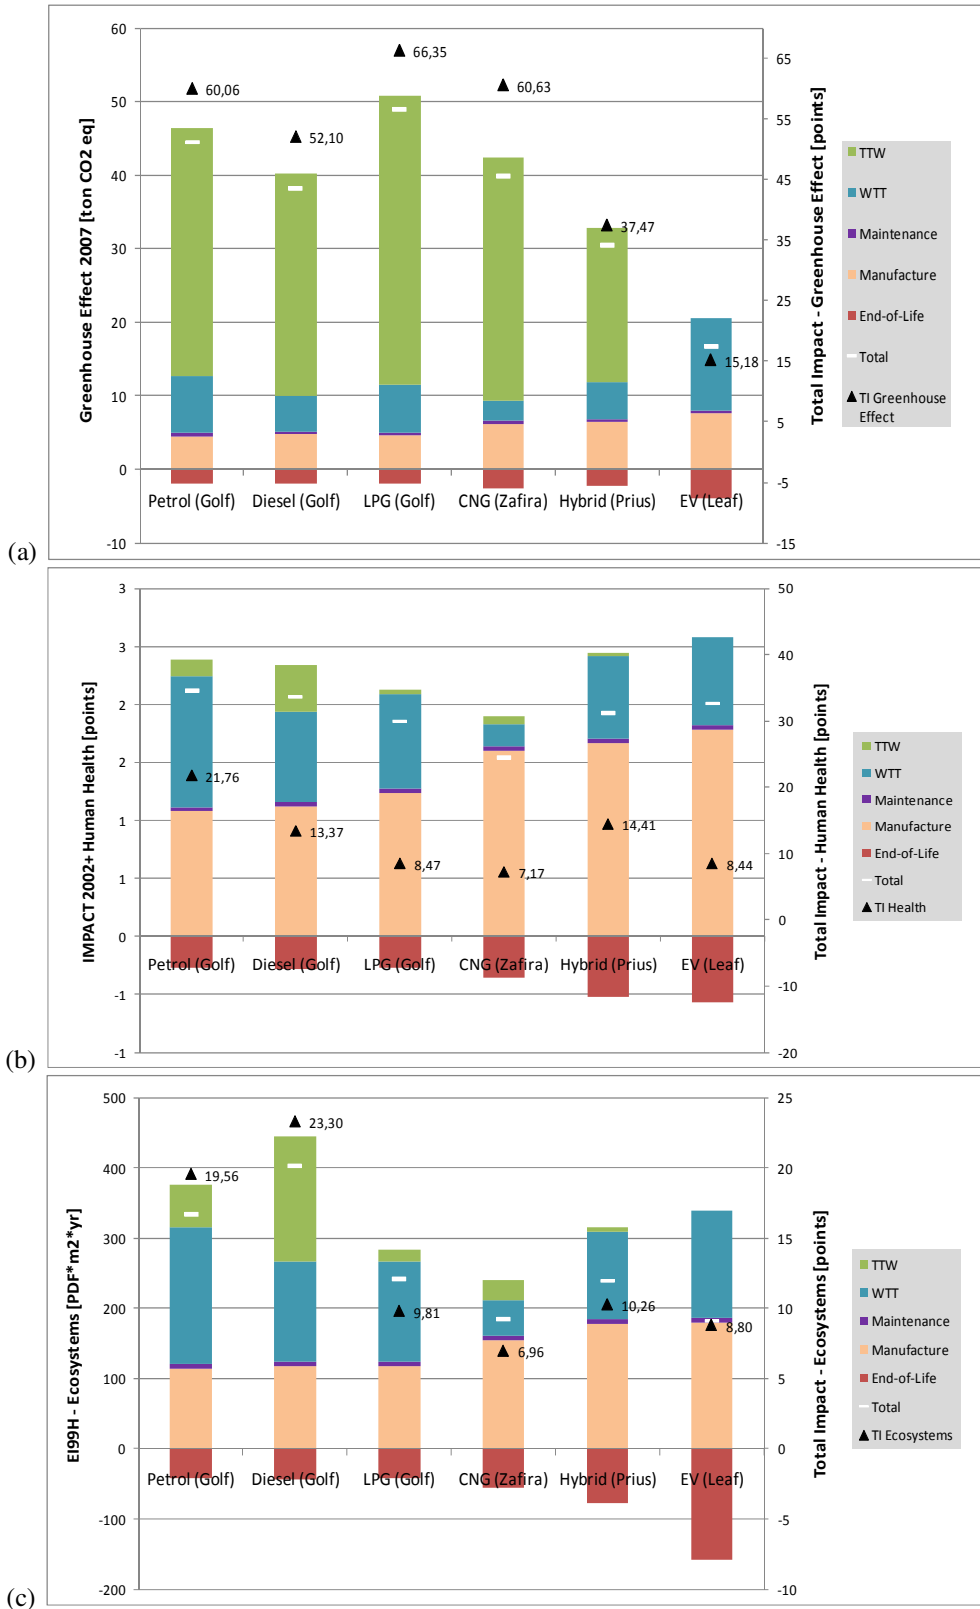 60
50
40
30
20
10
0
-10
Greenhouse Effect 2007 [ton CO2 eq]
60,06
52,10
66,35
60,63
37,47
15,18
Petrol (Golf)
Diesel (Golf)
LPG (Golf)
CNG (Zafira)
Hybrid (Prius)
EV (Leaf)
65
55
45
35
25
15
5
-5
-15
Total Impact - Greenhouse Effect [points]
TTW
WTT
Maintenance
Manufacture
End-of-Life
Total
TI Greenhouse
Effect
(a)
3
3
2
2
1
1
0
-1
-1
IMPACT 2002+ Human Health [points]
21,76
13,37
8,47
7,17
14,41
8,44
Petrol (Golf)
Diesel (Golf)
LPG (Golf)
CNG (Zafira)
Hybrid (Prius)
EV (Leaf)
50
40
30
20
10
0
-10
-20
Total Impact - Human Health [points]
TTW
WTT
Maintenance
Manufacture
End-of-Life
Total
TI Health
(b)
500
400
300
200
100
0
-100
-200
EI99H - Ecosystems [PDF*m2*yr]
19,56
23,30
9,81
6,96
10,26
8,80
Petrol (Golf)
Diesel (Golf)
LPG (Golf)
CNG (Zafira)
Hybrid (Prius)
EV (Leaf)
25
20
15
10
5
0
-5
-10
Total Impact - Ecosystems [points]
TTW
WTT
Maintenance
Manufacture
End-of-Life
Total
TI Ecosystems
(c)